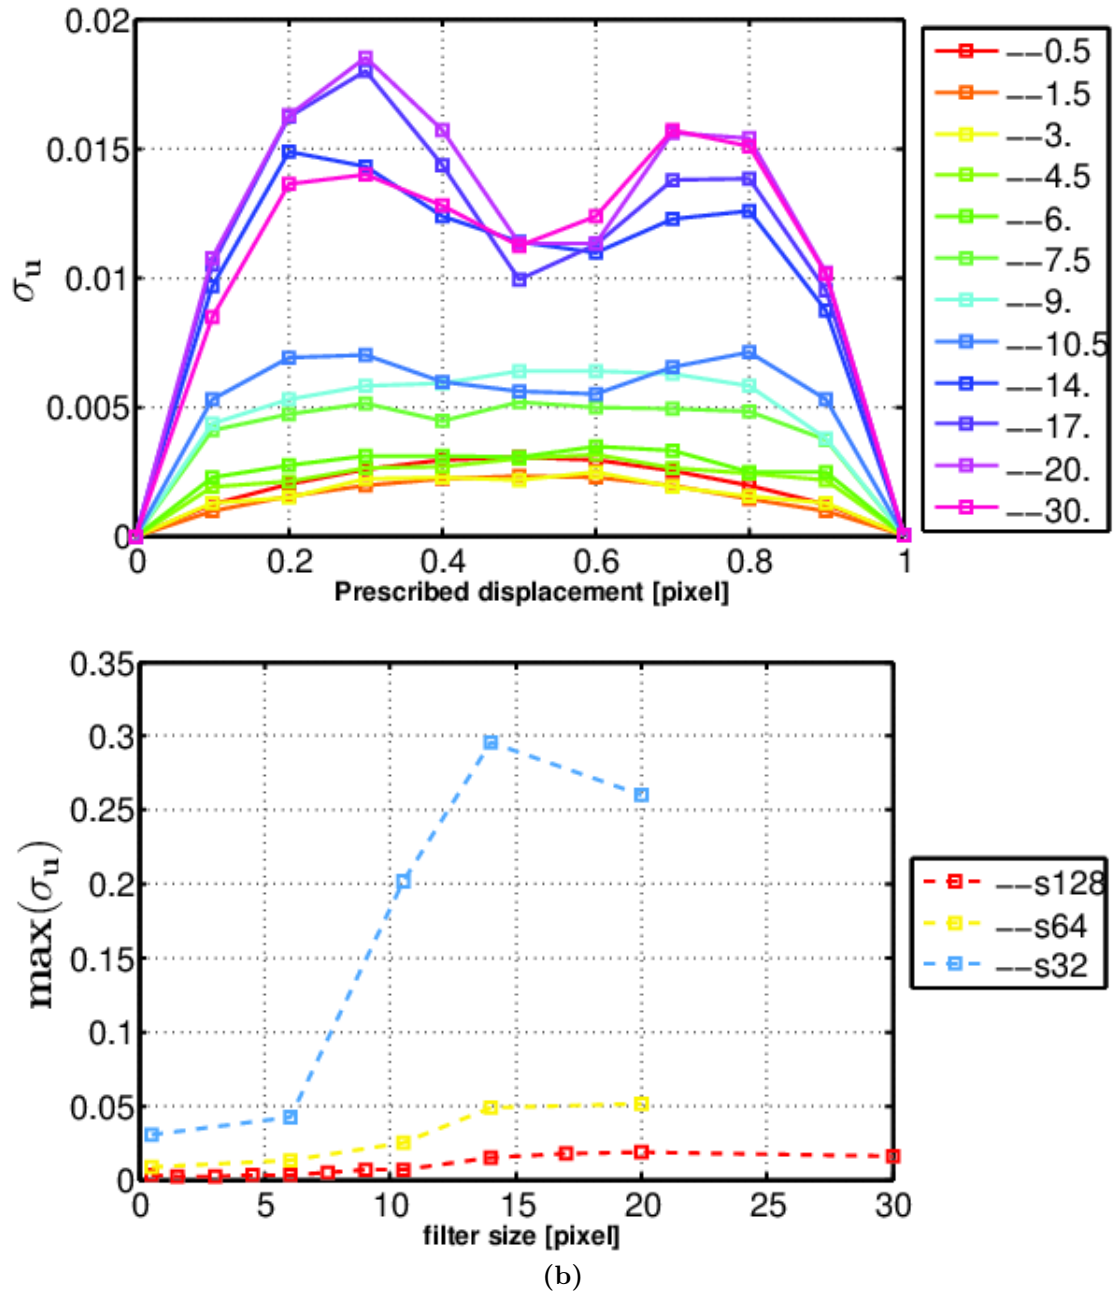 0.02
0.015
0.01
0.005
0
σu
0 0.2 0.4 0.6 0.8 1
Prescribed displacement [pixel]
−−0.5
−−1.5
−−3.
−−4.5
−−6.
−−7.5
−−9.
−−10.5
−−14.
−−17.
−−20.
−−30.
0.35
0.3
0.25
0.2
0.15
0.1
0.05
0
max(σu)
0 5 10 15 20 25 30
filter size [pixel]
−−s128
−−s64
−−s32
(b)